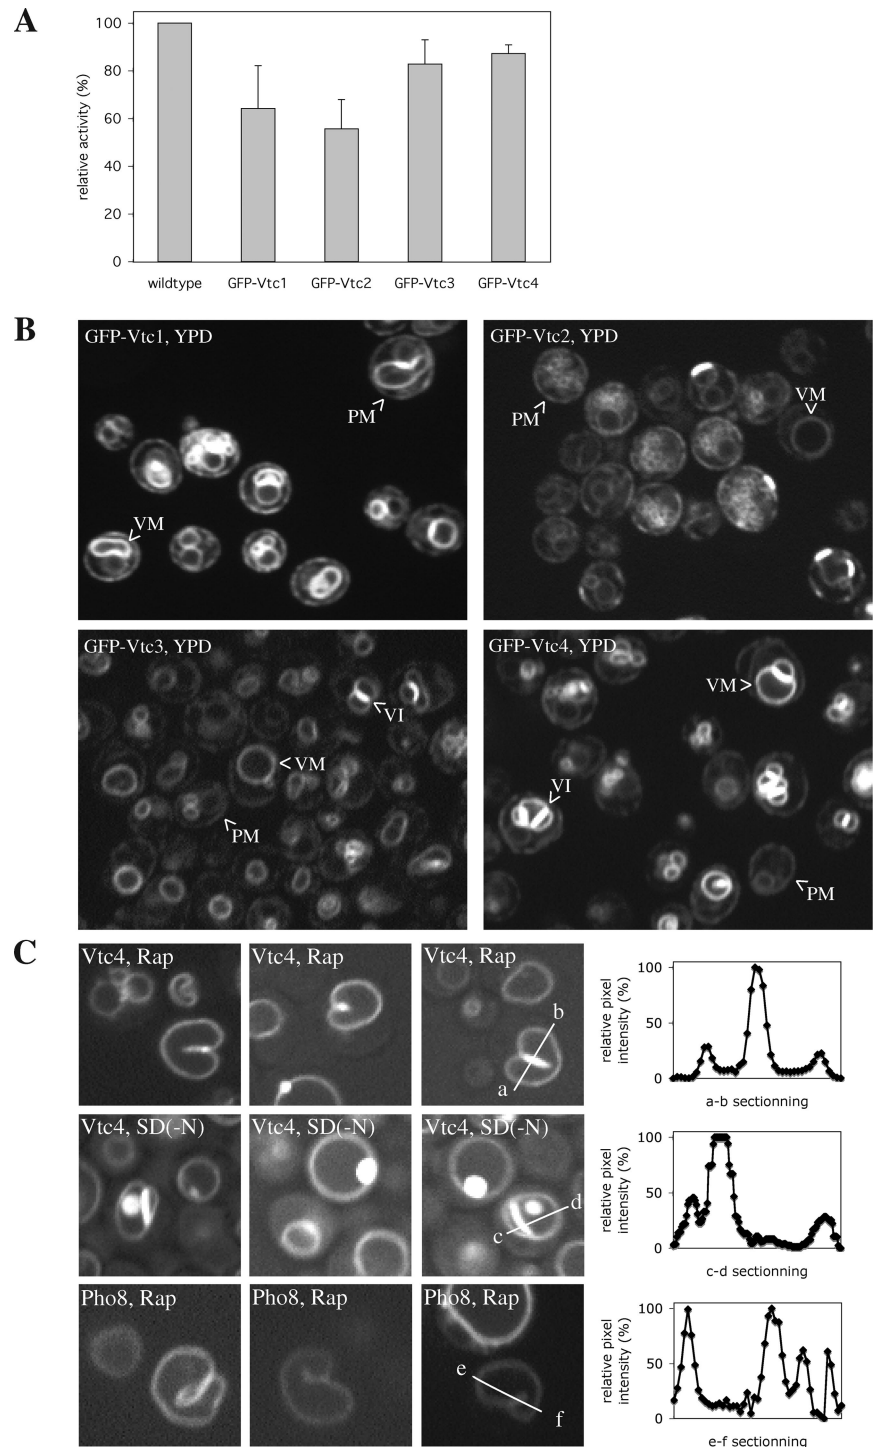 A
relative activity (%)
100
80
60
40
20
0
wildtype GFP-Vtc1 GFP-Vtc2 GFP-Vtc3 GFP-Vtc4
B
GFP-Vtc1, YPD
PM
VM
GFP-Vtc2, YPD
PM
VM
GFP-Vtc3, YPD
VI
VM
PM
GFP-Vtc4, YPD
VM
VI
PM
C
Vtc4, Rap
Vtc4, Rap
Vtc4, Rap
b
a
relative pixel
intensity (%)
100
50
0
a-b sectionning
Vtc4, SD(-N)
Vtc4, SD(-N)
Vtc4, SD(-N)
d
c
relative pixel
intensity (%)
100
50
0
c-d sectionning
Pho8, Rap
Pho8, Rap
Pho8, Rap
e
f
relative pixel
intensity (%)
100
50
0
e-f sectionning